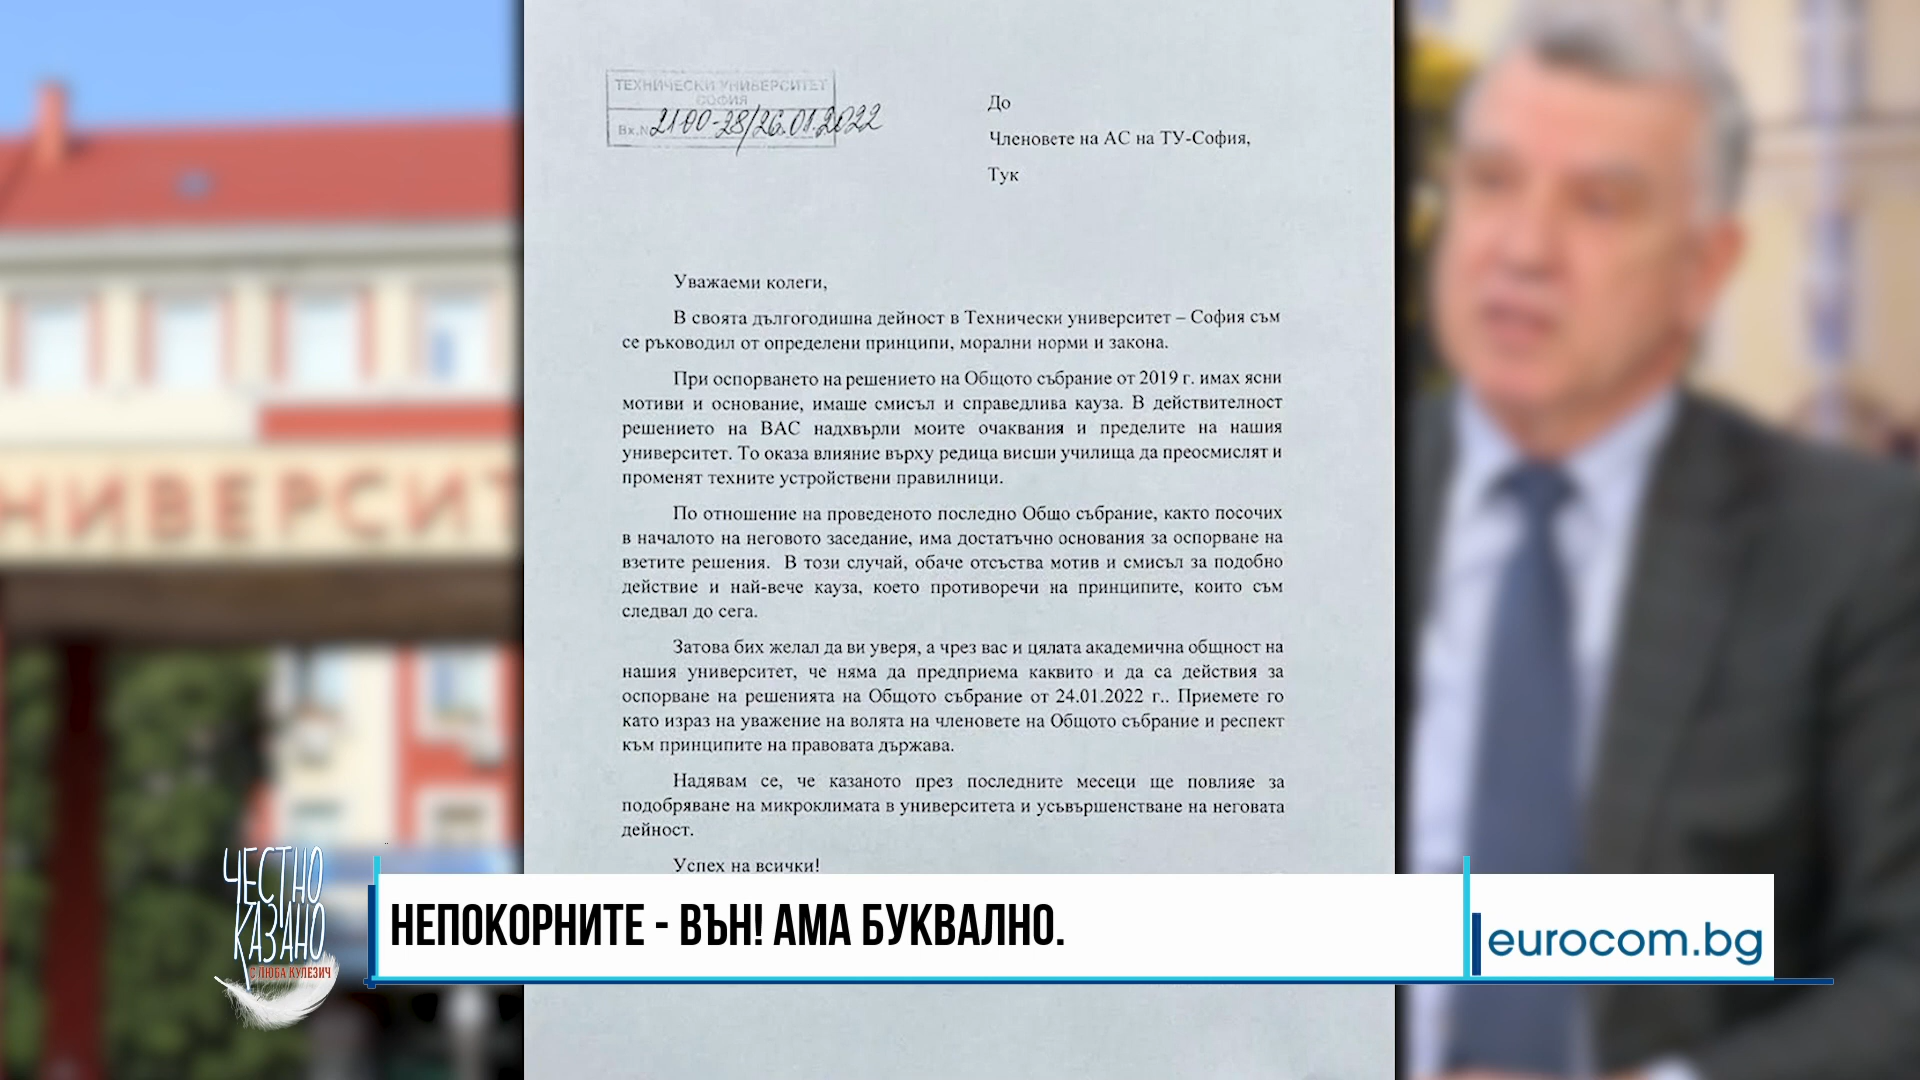 ТЕХНИЧЕСКИ УНИВЕРСИТЕТ
СОФИЯ
Вх.№ 2100-28/26.01.2022
До
Членовете на АС на ТУ-София,
Тук
Уважаеми колеги,
В своята дългогодишна дейност в Технически университет – София съм
се ръководил от определени принципи, морални норми и закона.
При оспорването на решението на Общото събрание от 2019 г. имах ясни
мотиви и основание, имаше смисъл и справедлива кауза. В действителност
решението на ВАС надхвърли моите очаквания и пределите на нашия
университет. То оказа влияние върху редица висши училища да преосмислят и
променят техните устройствени правилници.
По отношение на проведеното последно Общо събрание, както посочих
в началото на неговото заседание, има достатъчно основания за оспорване на
взетите решения. В този случай, обаче отсъства мотив и смисъл за подобно
действие и най-вече кауза, което противоречи на принципите, които съм
следвал до сега.
Затова бих желал да ви уверя, а чрез вас и цялата академична общност на
нашия университет, че няма да предприема каквито и да са действия за
оспорване на решенията на Общото събрание от 24.01.2022 г.. Приемете го
като израз на уважение на волята на членовете на Общото събрание и респект
към принципите на правовата държава.
Надявам се, че казаното през последните месеци ще повлияе за
подобряване на микроклимата в университета и усъвършенстване на неговата
дейност.
Успех на всички!
НИВЕРСИТ
ЧЕСТНО
КАЗАНО
С ЛЮБА КУЛЕЗИЧ
НЕПОКОРНИТЕ - ВЪН! АМА БУКВАЛНО.
eurocom.bg